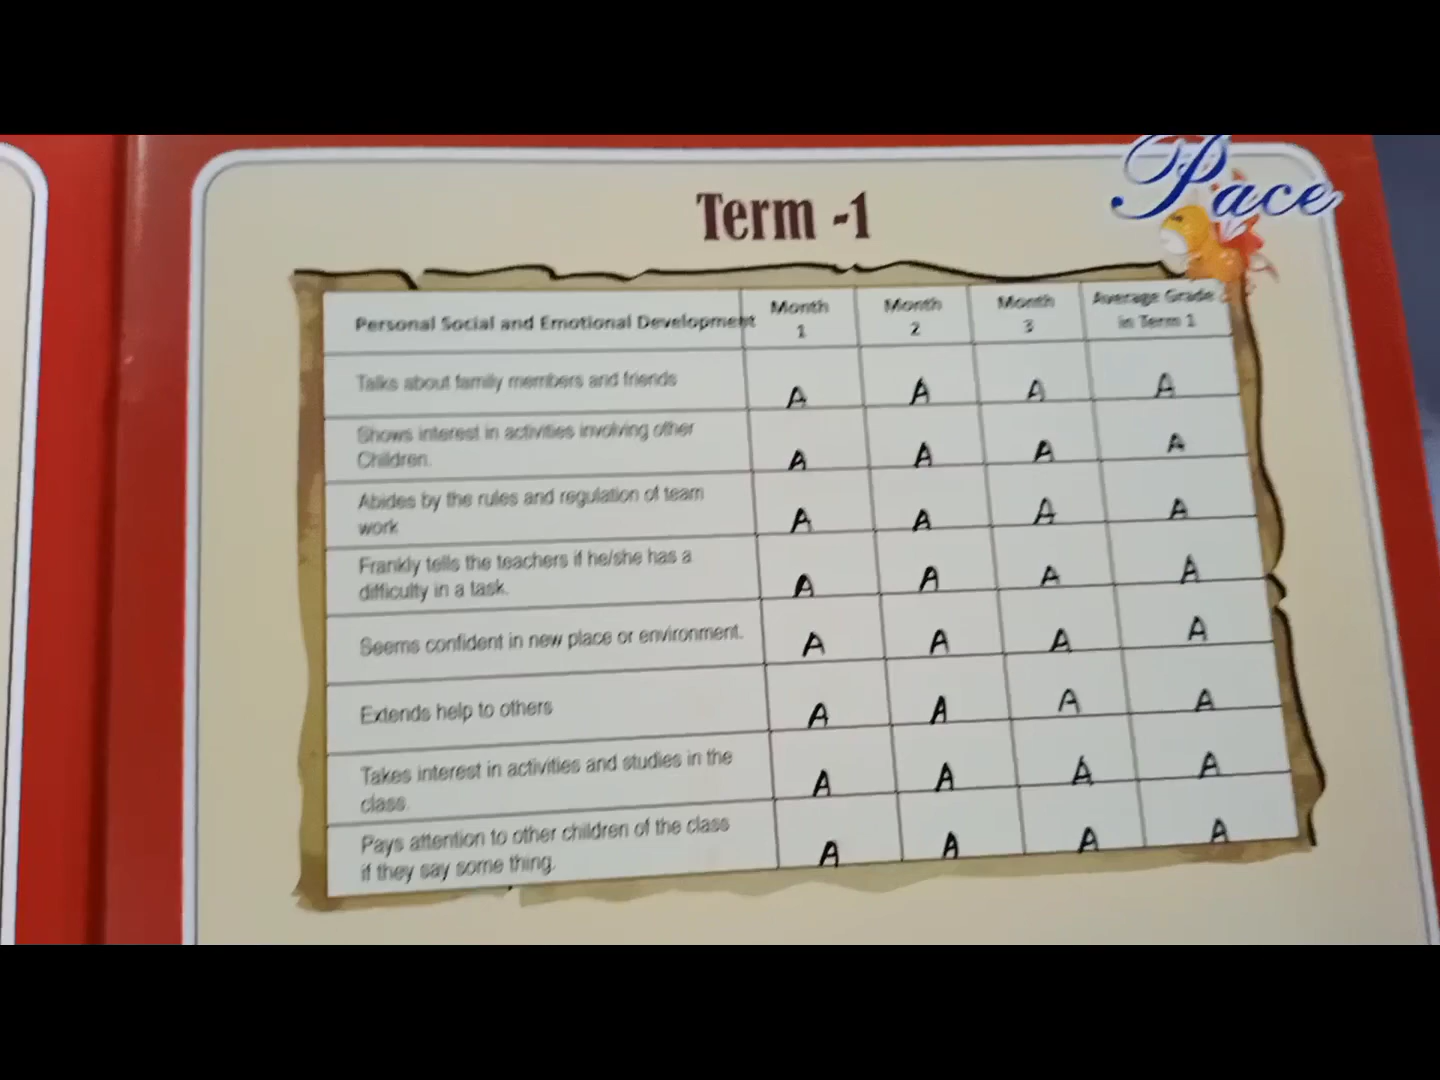 Pace
Term -1
Personal Social and Emotional Development Month 1 Month 2 Month 3 Average Grade in Term 1
Talks about family members and friends A A A A
Shows interest in activities involving other
Children. A A A A
Abides by the rules and regulation of team
work A A A A
Frankly tells the teachers if he/she has a
difficulty in a task. A A A A
Seems confident in new place or environment. A A A A
Extends help to others A A A A
Takes interest in activities and studies in the
class. A A A A
Pays attention to other children of the class
if they say some thing. A A A A